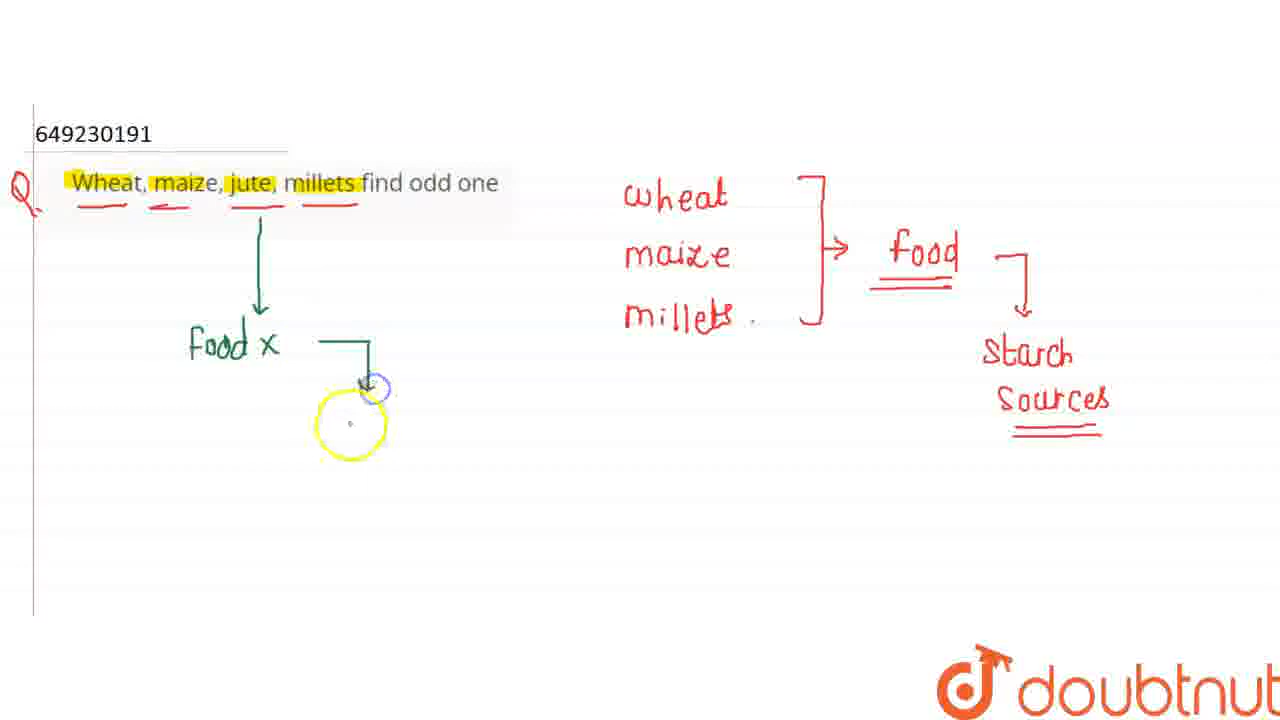 649230191
Q. Wheat, maize, jute, millets find odd one
wheat
maize
millets.
food
starch
sources
food x
doubtnut